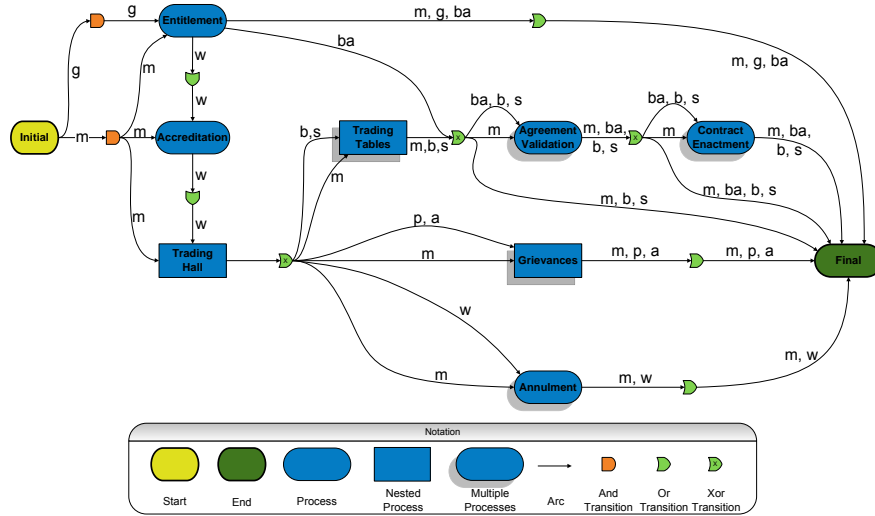 g
Entitlement
m, g, ba
w
ba
m
g
m, g, ba
w
b,s
Trading
Tables
ba, b, s
Agreement
Validation
ba, b, s
Contract
Enactment
Initial
m
m
Accreditation
m,b,s
x
m
m, ba,
b, s
x
m
m, ba,
b, s
m
w
m, ba, b, s
m, b, s
m
w
p, a
Trading
Hall
x
m
Grievances
m, p, a
m, p, a
Final
w
m, w
m
Annulment
m, w
Notation
x
Start
End
Process
Nested
Process
Multiple
Processes
Arc
And
Transition
Or
Transition
Xor
Transition